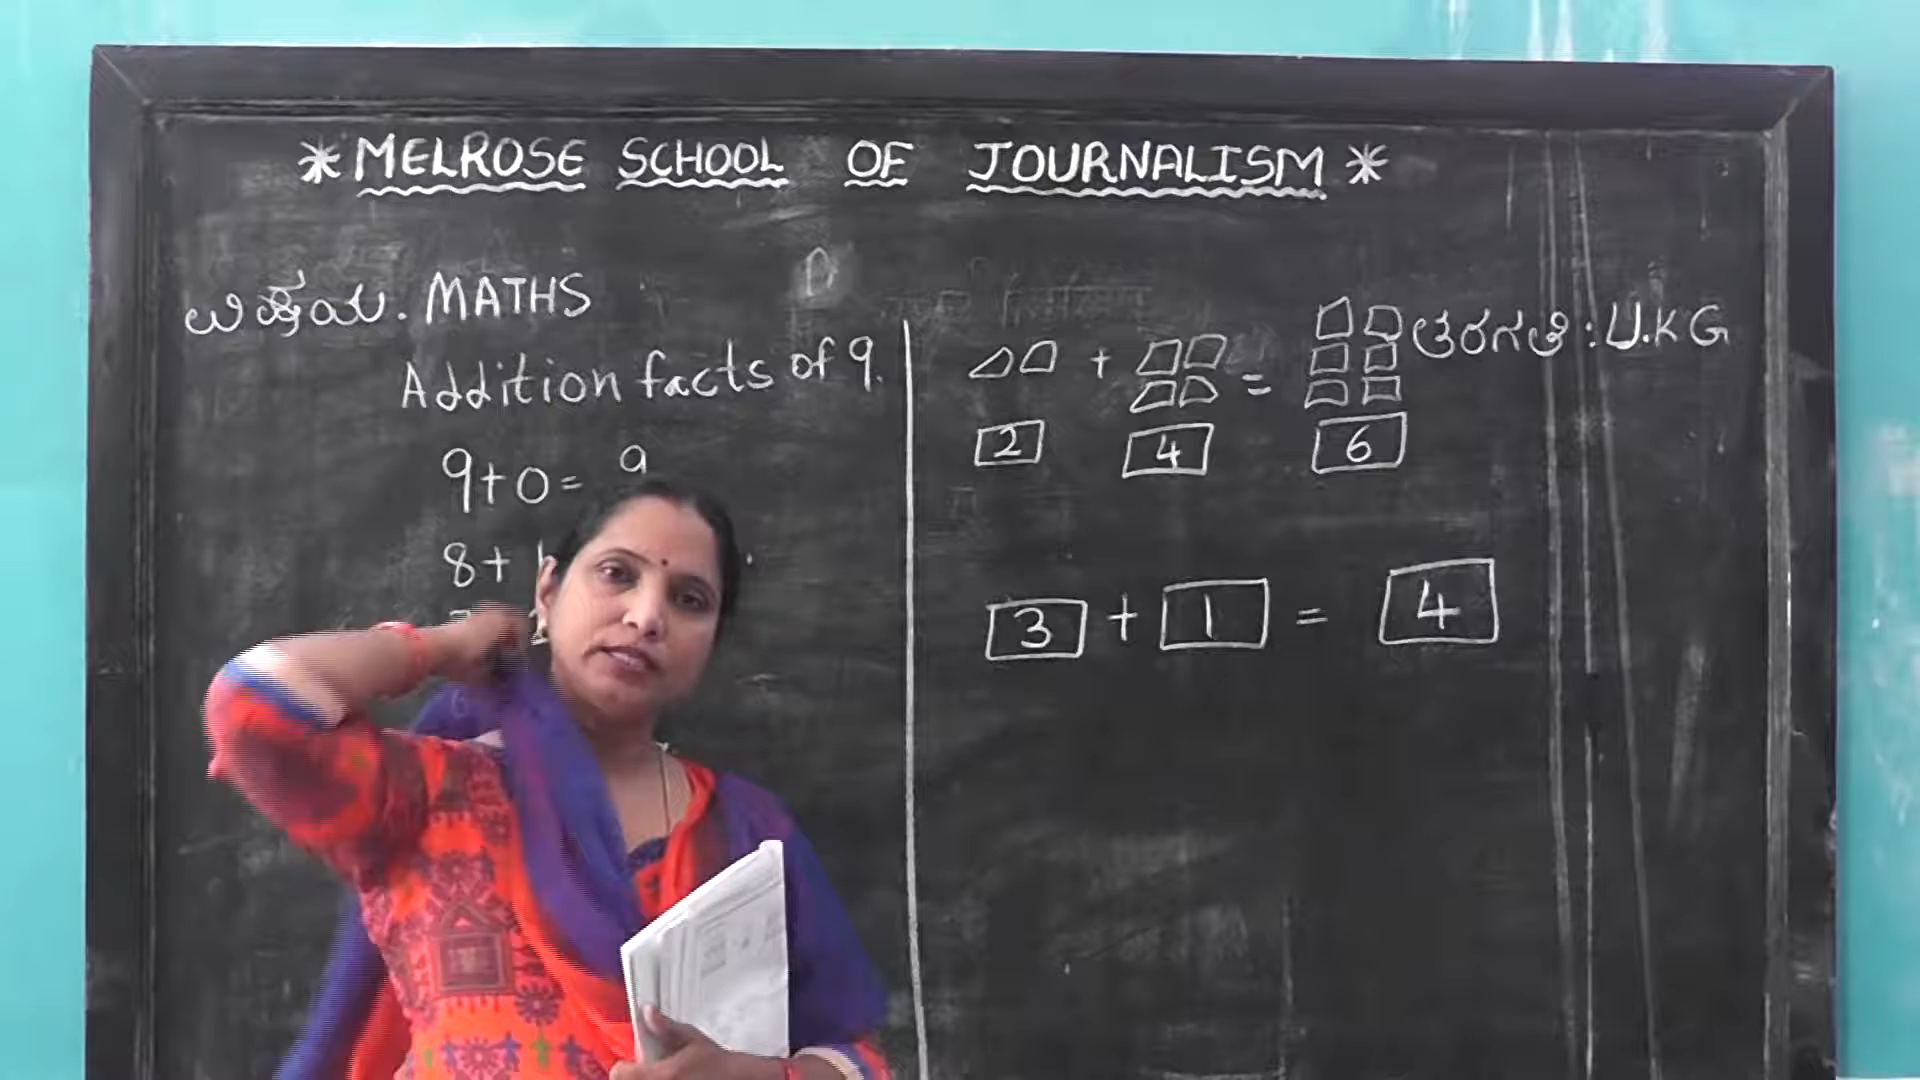 * MELROSE SCHOOL OF JOURNALISM *
ವಿಷಯ. MATHS
ತರಗತಿ : U.KG
Addition facts of 9.
9+0= 9
8+
+ =
2 4 6
3 + 1 = 4